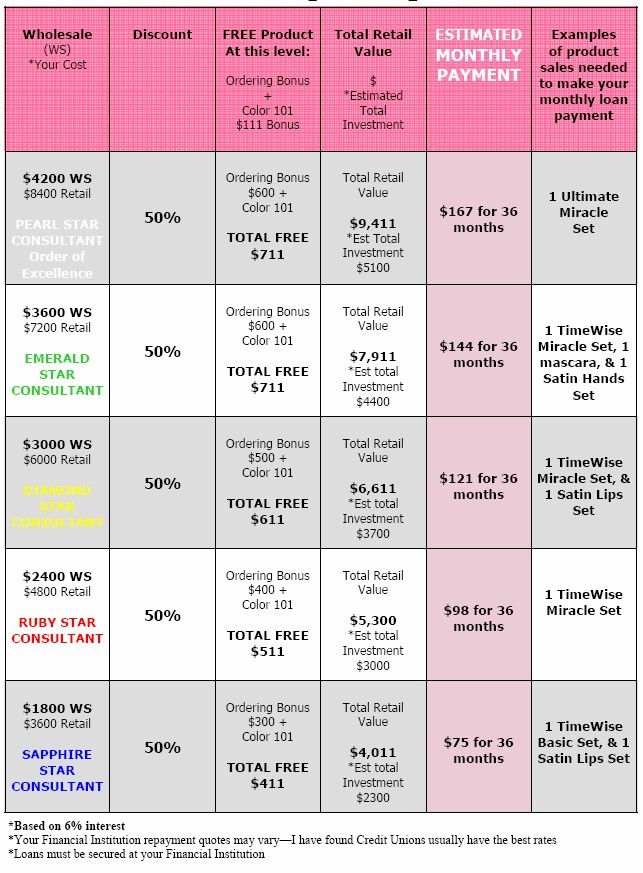 Wholesale
(WS)
*Your Cost
Discount
FREE Product
At this level:
Ordering Bonus
+
Color 101
$111 Bonus
Total Retail
Value
$
*Estimated
Total
Investment
ESTIMATED
MONTHLY
PAYMENT
Examples
of product
sales needed
to make your
monthly loan
payment
$4200 WS
$8400 Retail
PEARL STAR
CONSULTANT
Order of
Excellence
50%
Ordering Bonus
$600 +
Color 101
TOTAL FREE
$711
Total Retail
Value
$9,411
*Est Total
Investment
$5100
$167 for 36
months
1 Ultimate
Miracle
Set
$3600 WS
$7200 Retail
EMERALD
STAR
CONSULTANT
50%
Ordering Bonus
$600 +
Color 101
TOTAL FREE
$711
Total Retail
Value
$7,911
*Est total
Investment
$4400
$144 for 36
months
1 TimeWise
Miracle Set, 1
mascara, & 1
Satin Hands
Set
$3000 WS
$6000 Retail
DIAMOND
STAR
CONSULTANT
50%
Ordering Bonus
$500 +
Color 101
TOTAL FREE
$611
Total Retail
Value
$6,611
*Est total
Investment
$3700
$121 for 36
months
1 TimeWise
Miracle Set, &
1 Satin Lips
Set
$2400 WS
$4800 Retail
RUBY STAR
CONSULTANT
50%
Ordering Bonus
$400 +
Color 101
TOTAL FREE
$511
Total Retail
Value
$5,300
*Est total
Investment
$3000
$98 for 36
months
1 TimeWise
Miracle Set
$1800 WS
$3600 Retail
SAPPHIRE
STAR
CONSULTANT
50%
Ordering Bonus
$300 +
Color 101
TOTAL FREE
$411
Total Retail
Value
$4,011
*Est total
Investment
$2300
$75 for 36
months
1 TimeWise
Basic Set, & 1
Satin Lips Set
*Based on 6% interest
*Your Financial Institution repayment quotes may vary—I have found Credit Unions usually have the best rates
*Loans must be secured at your Financial Institution